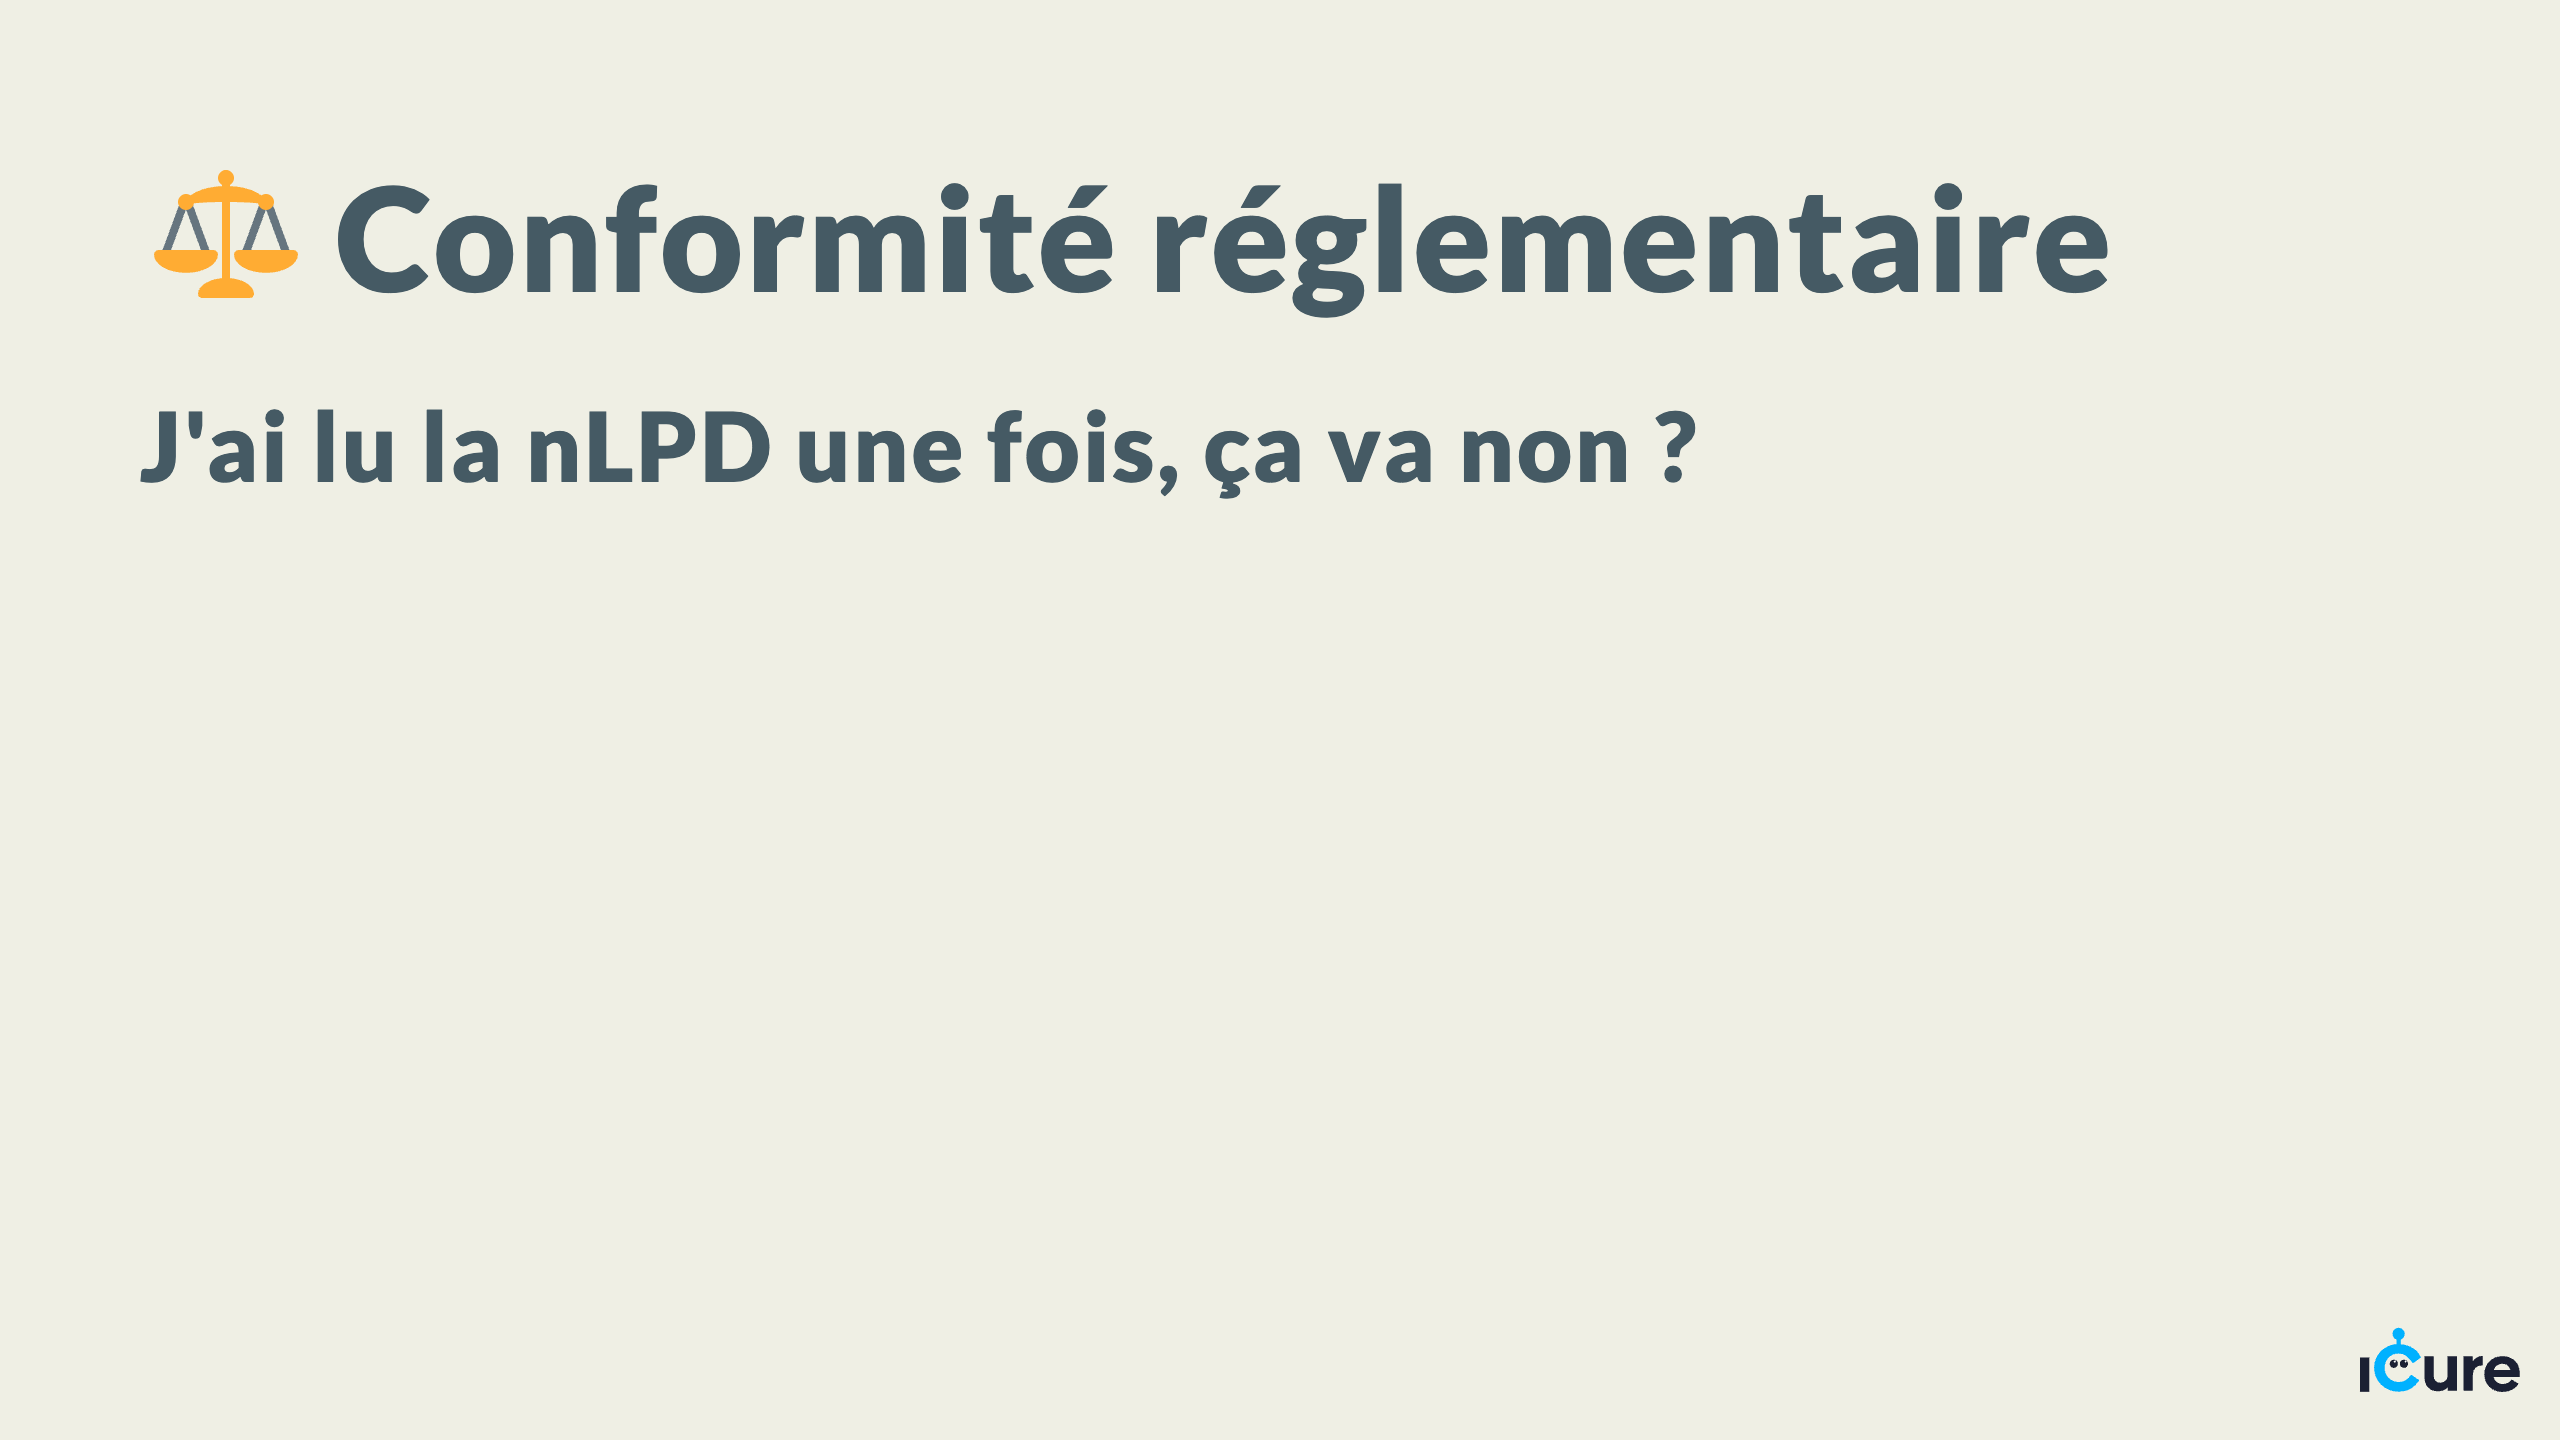 ⚖️ Conformité réglementaire
J'ai lu la nLPD une fois, ça va non ?
iCure